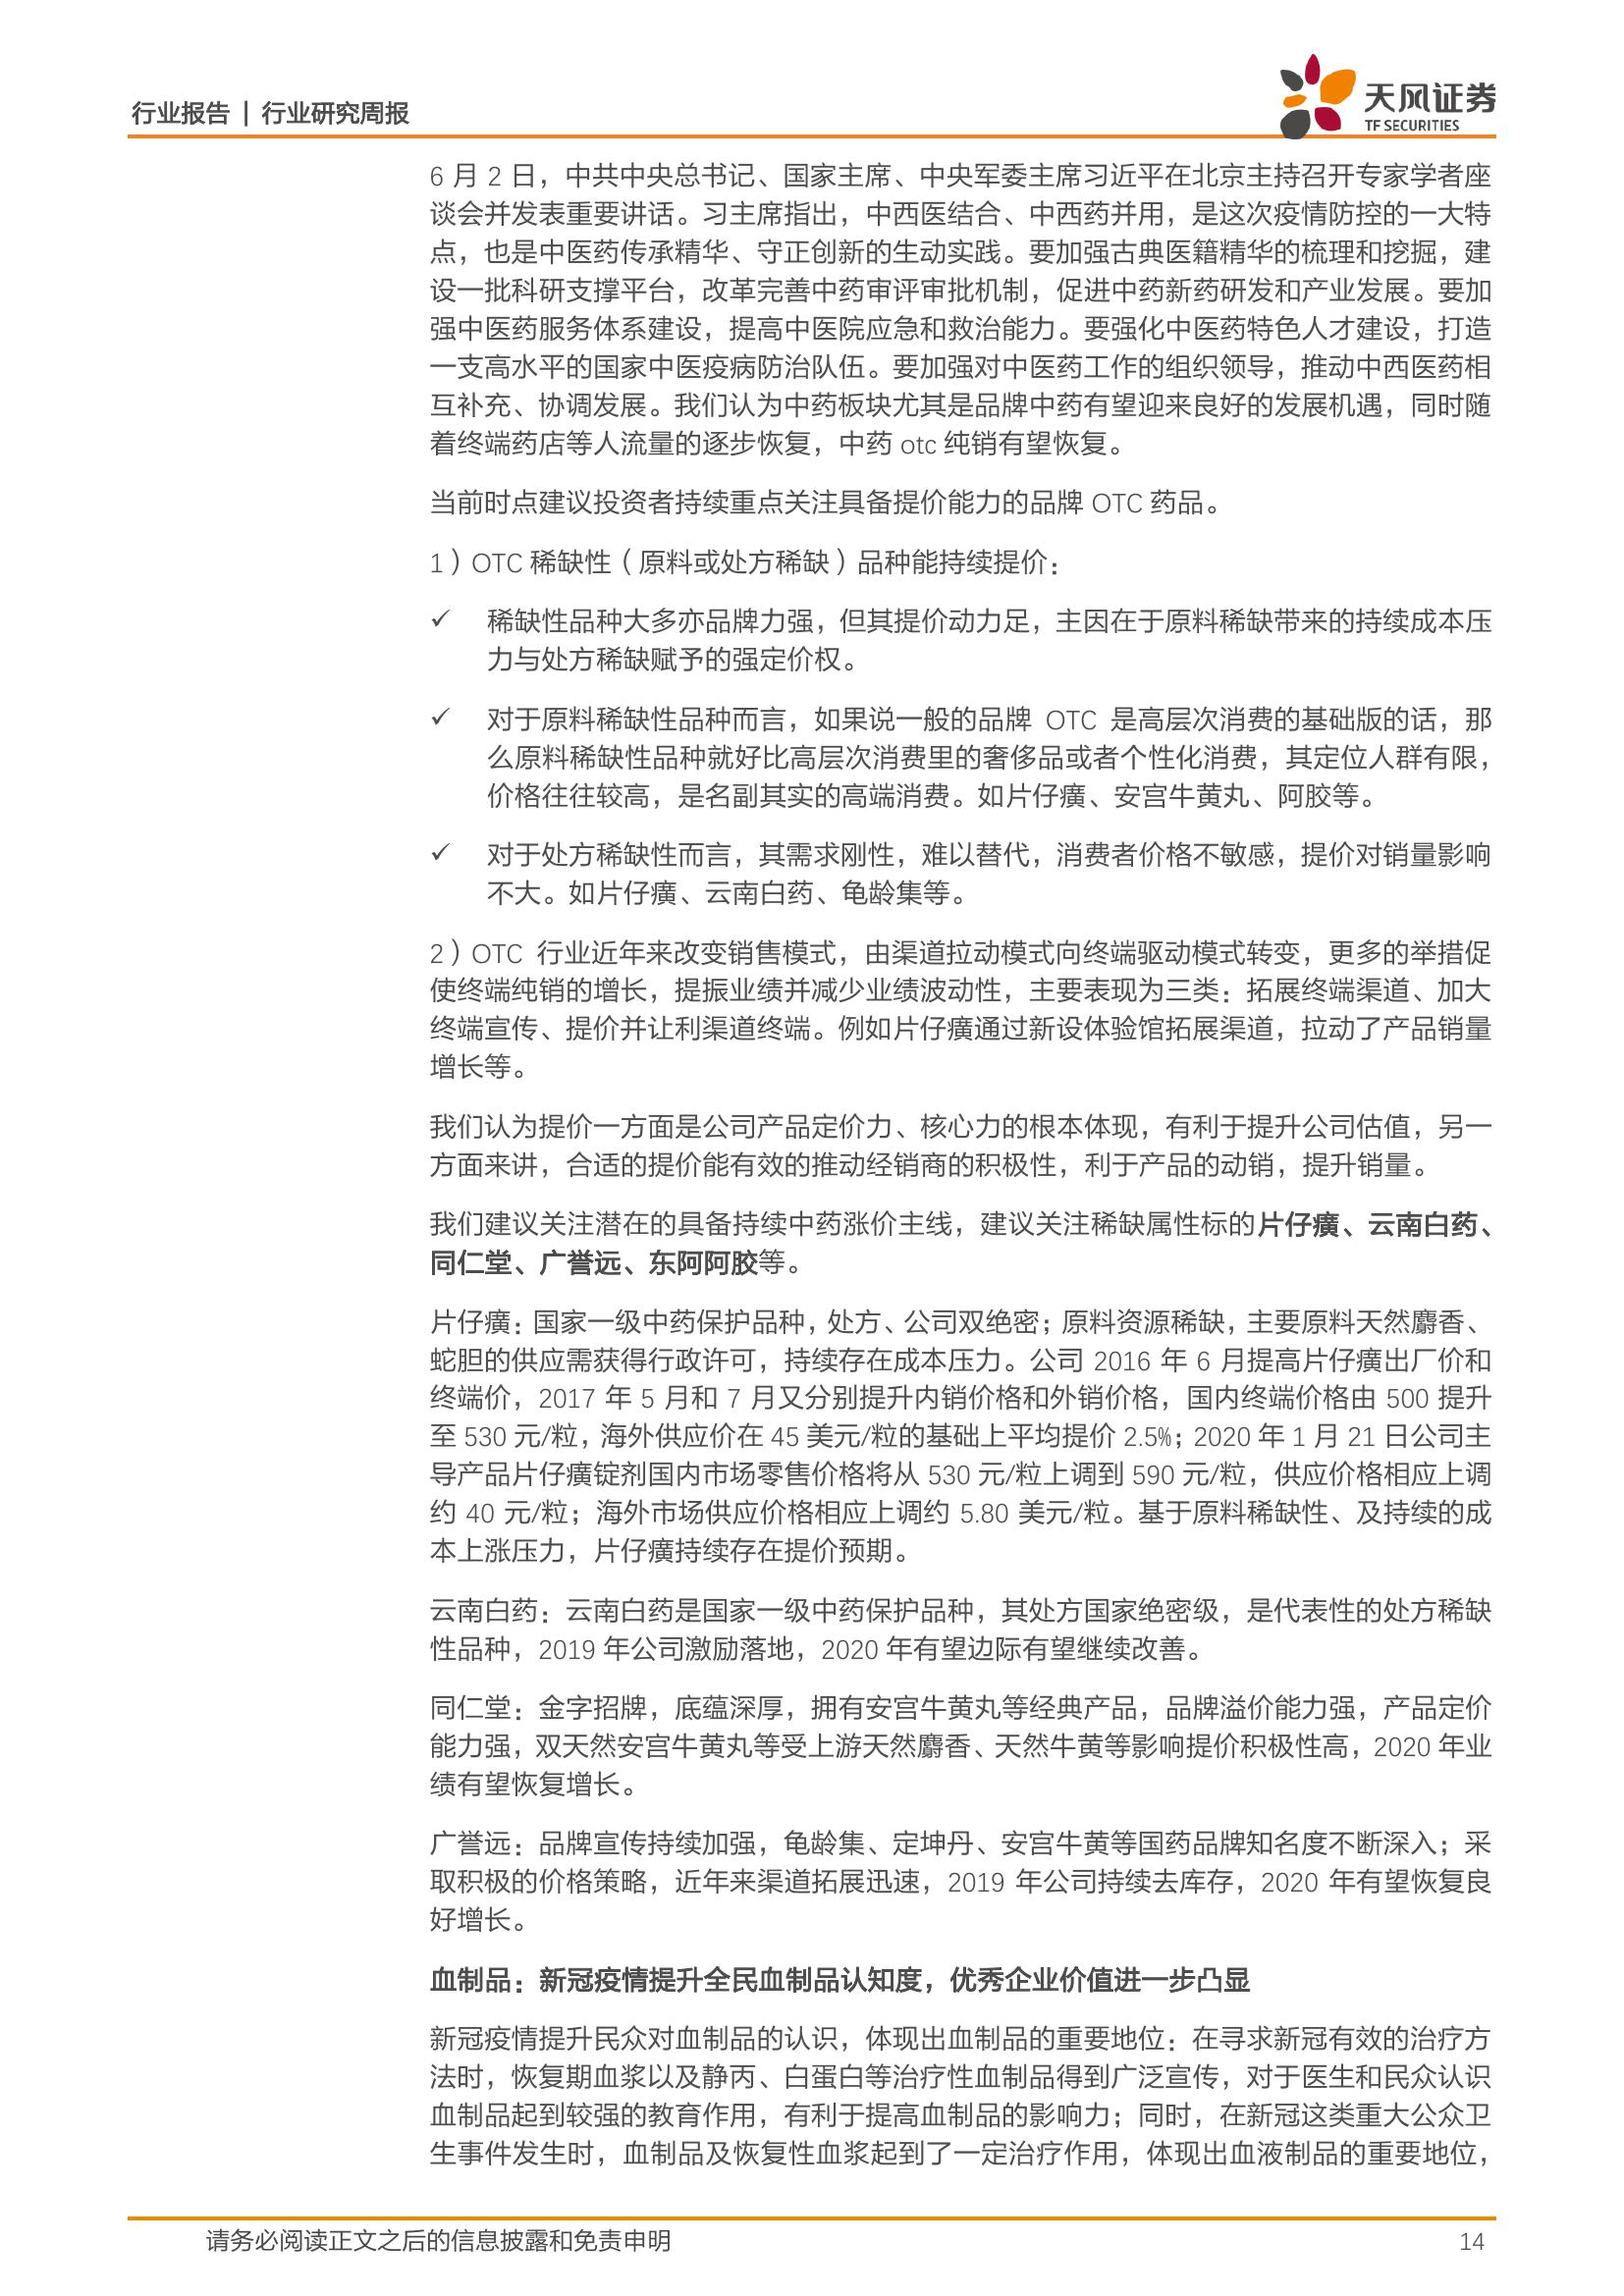 行业报告 | 行业研究周报
天风证券
TF SECURITIES
6 月 2 日，中共中央总书记、国家主席、中央军委主席习近平在北京主持召开专家学者座
谈会并发表重要讲话。习主席指出，中西医结合、中西药并用，是这次疫情防控的一大特
点，也是中医药传承精华、守正创新的生动实践。要加强古典医籍精华的梳理和挖掘，建
设一批科研支撑平台，改革完善中药审评审批机制，促进中药新药研发和产业发展。要加
强中医药服务体系建设，提高中医院应急和救治能力。要强化中医药特色人才建设，打造
一支高水平的国家中医疫病防治队伍。要加强对中医药工作的组织领导，推动中西医药相
互补充、协调发展。我们认为中药板块尤其是品牌中药有望迎来良好的发展机遇，同时随
着终端药店等人流量的逐步恢复，中药 otc 纯销有望恢复。
当前时点建议投资者持续重点关注具备提价能力的品牌 OTC 药品。
1）OTC 稀缺性（原料或处方稀缺）品种能持续提价：
✓ 稀缺性品种大多亦品牌力强，但其提价动力足，主因在于原料稀缺带来的持续成本压
力与处方稀缺赋予的强定价权。
✓ 对于原料稀缺性品种而言，如果说一般的品牌 OTC 是高层次消费的基础版的话，那
么原料稀缺性品种就好比高层次消费里的奢侈品或者个性化消费，其定位人群有限，
价格往往较高，是名副其实的高端消费。如片仔癀、安宫牛黄丸、阿胶等。
✓ 对于处方稀缺性而言，其需求刚性，难以替代，消费者价格不敏感，提价对销量影响
不大。如片仔癀、云南白药、龟龄集等。
2）OTC 行业近年来改变销售模式，由渠道拉动模式向终端驱动模式转变，更多的举措促
使终端纯销的增长，提振业绩并减少业绩波动性，主要表现为三类：拓展终端渠道、加大
终端宣传、提价并让利渠道终端。例如片仔癀通过新设体验馆拓展渠道，拉动了产品销量
增长等。
我们认为提价一方面是公司产品定价力、核心力的根本体现，有利于提升公司估值，另一
方面来讲，合适的提价能有效的推动经销商的积极性，利于产品的动销，提升销量。
我们建议关注潜在的具备持续中药涨价主线，建议关注稀缺属性标的片仔癀、云南白药、
同仁堂、广誉远、东阿阿胶等。
片仔癀：国家一级中药保护品种，处方、公司双绝密；原料资源稀缺，主要原料天然麝香、
蛇胆的供应需获得行政许可，持续存在成本压力。公司 2016 年 6 月提高片仔癀出厂价和
终端价，2017 年 5 月和 7 月又分别提升内销价格和外销价格，国内终端价格由 500 提升
至 530 元/粒，海外供应价在 45 美元/粒的基础上平均提价 2.5%；2020 年 1 月 21 日公司主
导产品片仔癀锭剂国内市场零售价格将从 530 元/粒上调到 590 元/粒，供应价格相应上调
约 40 元/粒；海外市场供应价格相应上调约 5.80 美元/粒。基于原料稀缺性、及持续的成
本上涨压力，片仔癀持续存在提价预期。
云南白药：云南白药是国家一级中药保护品种，其处方国家绝密级，是代表性的处方稀缺
性品种，2019 年公司激励落地，2020 年有望边际有望继续改善。
同仁堂：金字招牌，底蕴深厚，拥有安宫牛黄丸等经典产品，品牌溢价能力强，产品定价
能力强，双天然安宫牛黄丸等受上游天然麝香、天然牛黄等影响提价积极性高，2020 年业
绩有望恢复增长。
广誉远：品牌宣传持续加强，龟龄集、定坤丹、安宫牛黄等国药品牌知名度不断深入；采
取积极的价格策略，近年来渠道拓展迅速，2019 年公司持续去库存，2020 年有望恢复良
好增长。
血制品：新冠疫情提升全民血制品认知度，优秀企业价值进一步凸显
新冠疫情提升民众对血制品的认识，体现出血制品的重要地位：在寻求新冠有效的治疗方
法时，恢复期血浆以及静丙、白蛋白等治疗性血制品得到广泛宣传，对于医生和民众认识
血制品起到较强的教育作用，有利于提高血制品的影响力；同时，在新冠这类重大公众卫
生事件发生时，血制品及恢复性血浆起到了一定治疗作用，体现出血液制品的重要地位，
请务必阅读正文之后的信息披露和免责申明
14